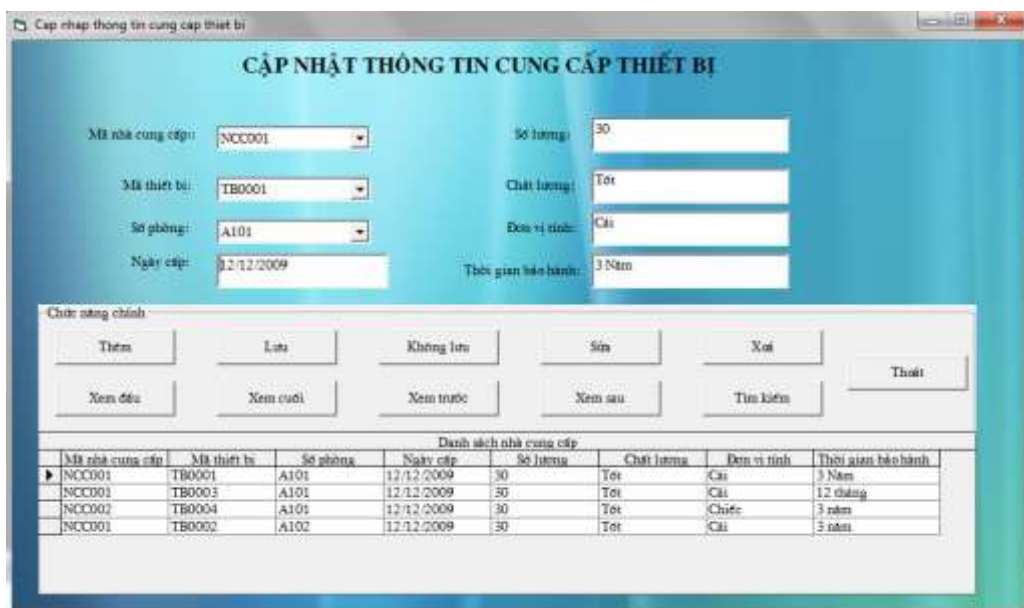 Cap nhap thong tin cung cap thiet bi
CẬP NHẬT THÔNG TIN CUNG CẤP THIẾT BỊ
Mã nhà cung cấp: NCC001 Số lượng: 30
Mã thiết bi: TB0001 Chất lượng: Tốt
Số phòng: A101 Đơn vị tính: Cái
Ngày cấp: 12/12/2009 Thời gian bảo hành: 3 Năm
Chức năng chính
Thêm Lưu Không lưu Sửa Xoá
Thoát
Xem đầu Xem cuối Xem trước Xem sau Tìm kiếm
Danh sách nhà cung cấp
Mã nhà cung cấp Mã thiết bi Số phòng Ngày cấp Số lượng Chất lượng Đơn vị tính Thời gian bảo hành
NCC001 TB0001 A101 12/12/2009 30 Tốt Cái 3 Năm
NCC001 TB0003 A101 12/12/2009 30 Tốt Cái 12 tháng
NCC002 TB0004 A101 12/12/2009 30 Tốt Chiếc 3 năm
NCC001 TB0002 A102 12/12/2009 30 Tốt Cái 3 năm